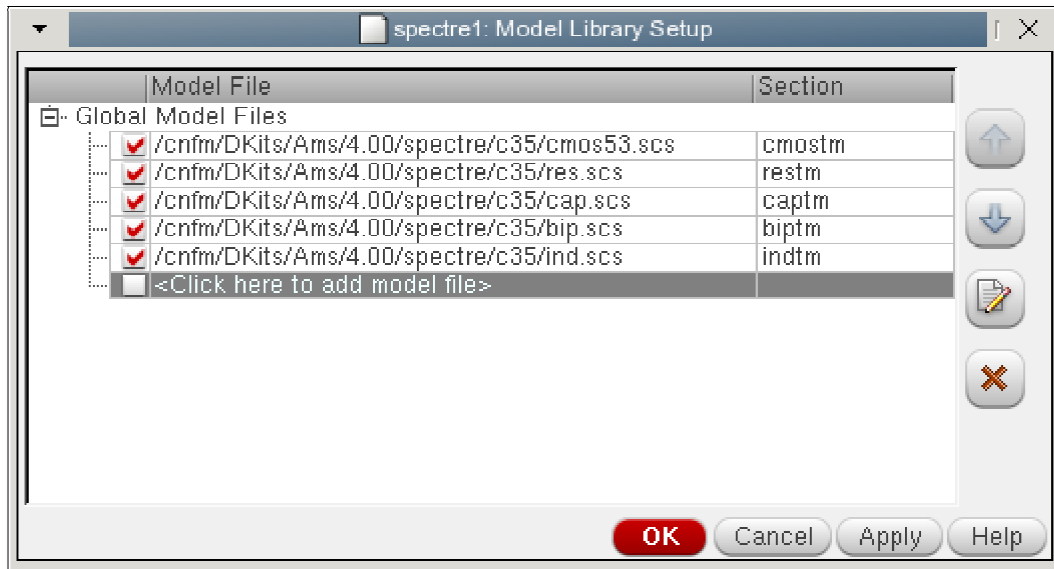 spectre1: Model Library Setup
Model File Section
Global Model Files
/cnfm/DKits/Ams/4.00/spectre/c35/cmos53.scs cmostm
/cnfm/DKits/Ams/4.00/spectre/c35/res.scs restm
/cnfm/DKits/Ams/4.00/spectre/c35/cap.scs captm
/cnfm/DKits/Ams/4.00/spectre/c35/bip.scs biptm
/cnfm/DKits/Ams/4.00/spectre/c35/ind.scs indtm
<Click here to add model file>
OK Cancel Apply Help